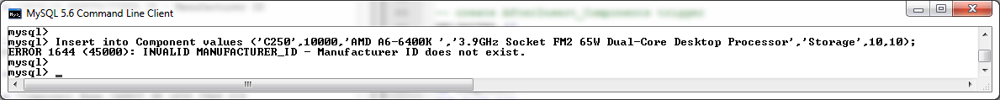 MySQL 5.6 Command Line Client
mysql>
mysql> Insert into Component values ('C250',10000,'AMD A6-6400K ','3.9GHz Socket FM2 65W Dual-Core Desktop Processor','Storage',10,10);
ERROR 1644 (45000): INVALID MANUFACTURER_ID - Manufacturer ID does not exist.
mysql>
mysql> _